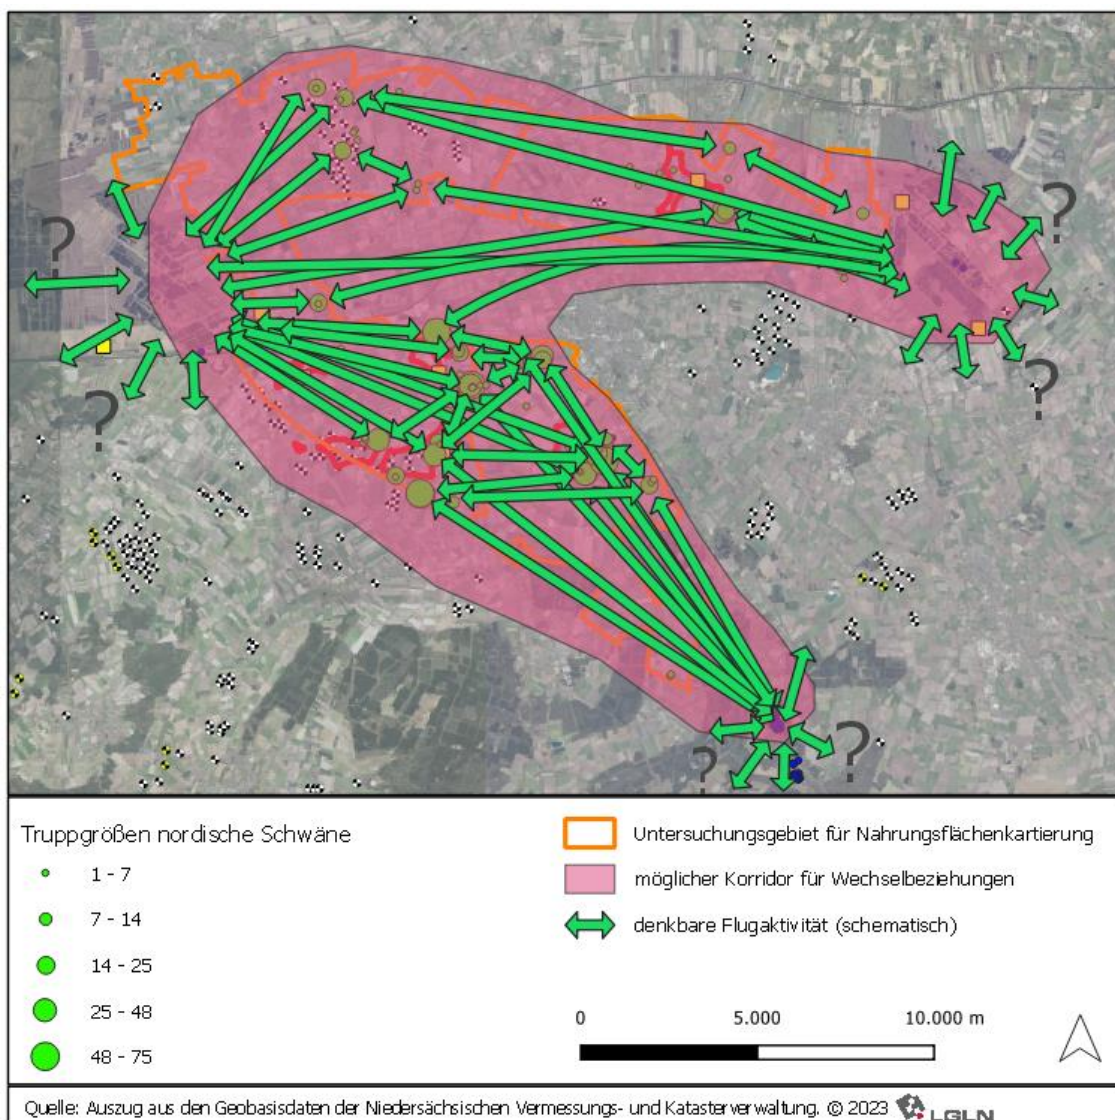 ?
?
?
?
?
?
Truppgrößen nordische Schwäne
1 - 7
7 - 14
14 - 25
25 - 48
48 - 75
Untersuchungsgebiet für Nahrungsflächenkartierung
möglicher Korridor für Wechselbeziehungen
denkbare Flugaktivität (schematisch)
0 5.000 10.000 m
Quelle: Auszug aus den Geobasisdaten der Niedersächsischen Vermessungs- und Katasterverwaltung. © 2023 LGLN